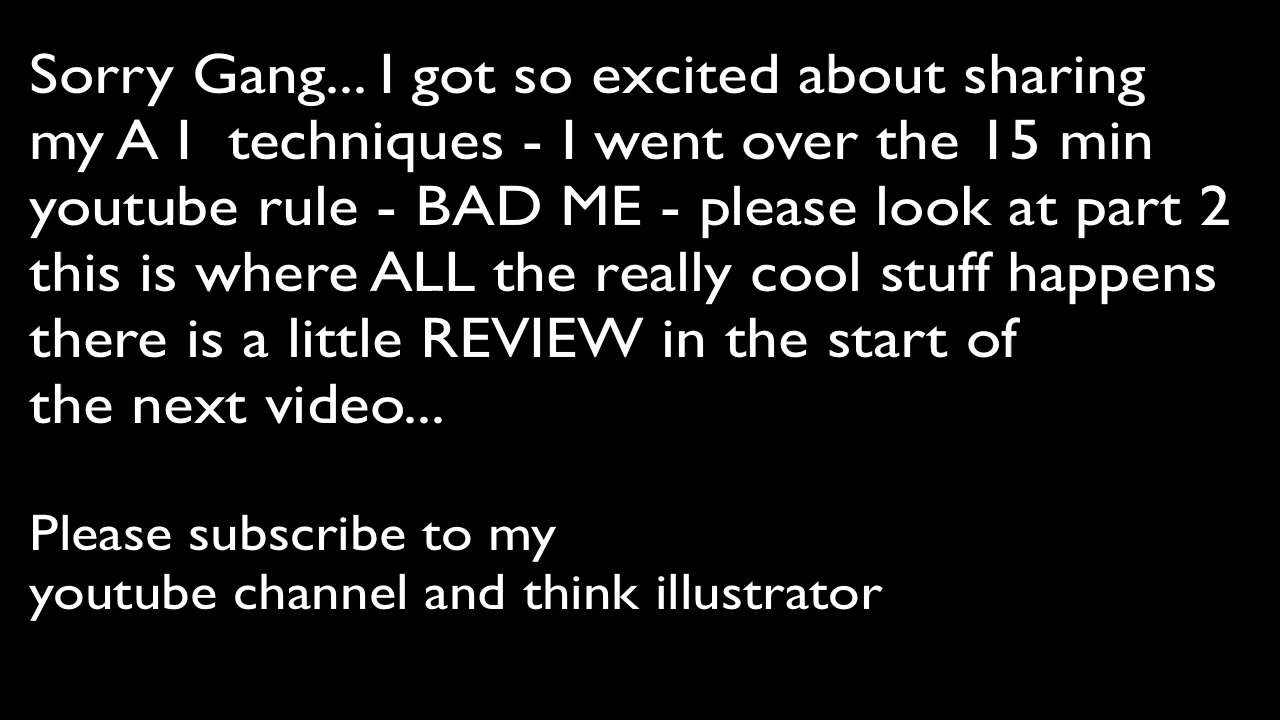 Sorry Gang... I got so excited about sharing
my A I  techniques - I went over the 15 min
youtube rule - BAD ME - please look at part 2
this is where ALL the really cool stuff happens
there is a little REVIEW in the start of
the next video...
Please subscribe to my
youtube channel and think illustrator